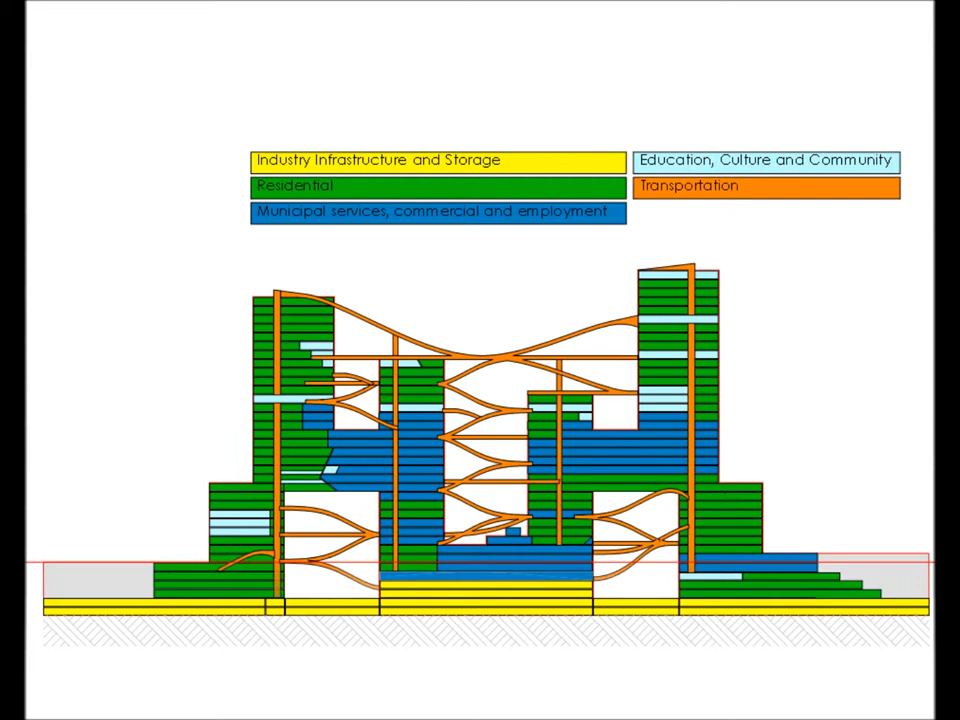 Industry Infrastructure and Storage
Education, Culture and Community
Residential
Transportation
Municipal services, commercial and employment